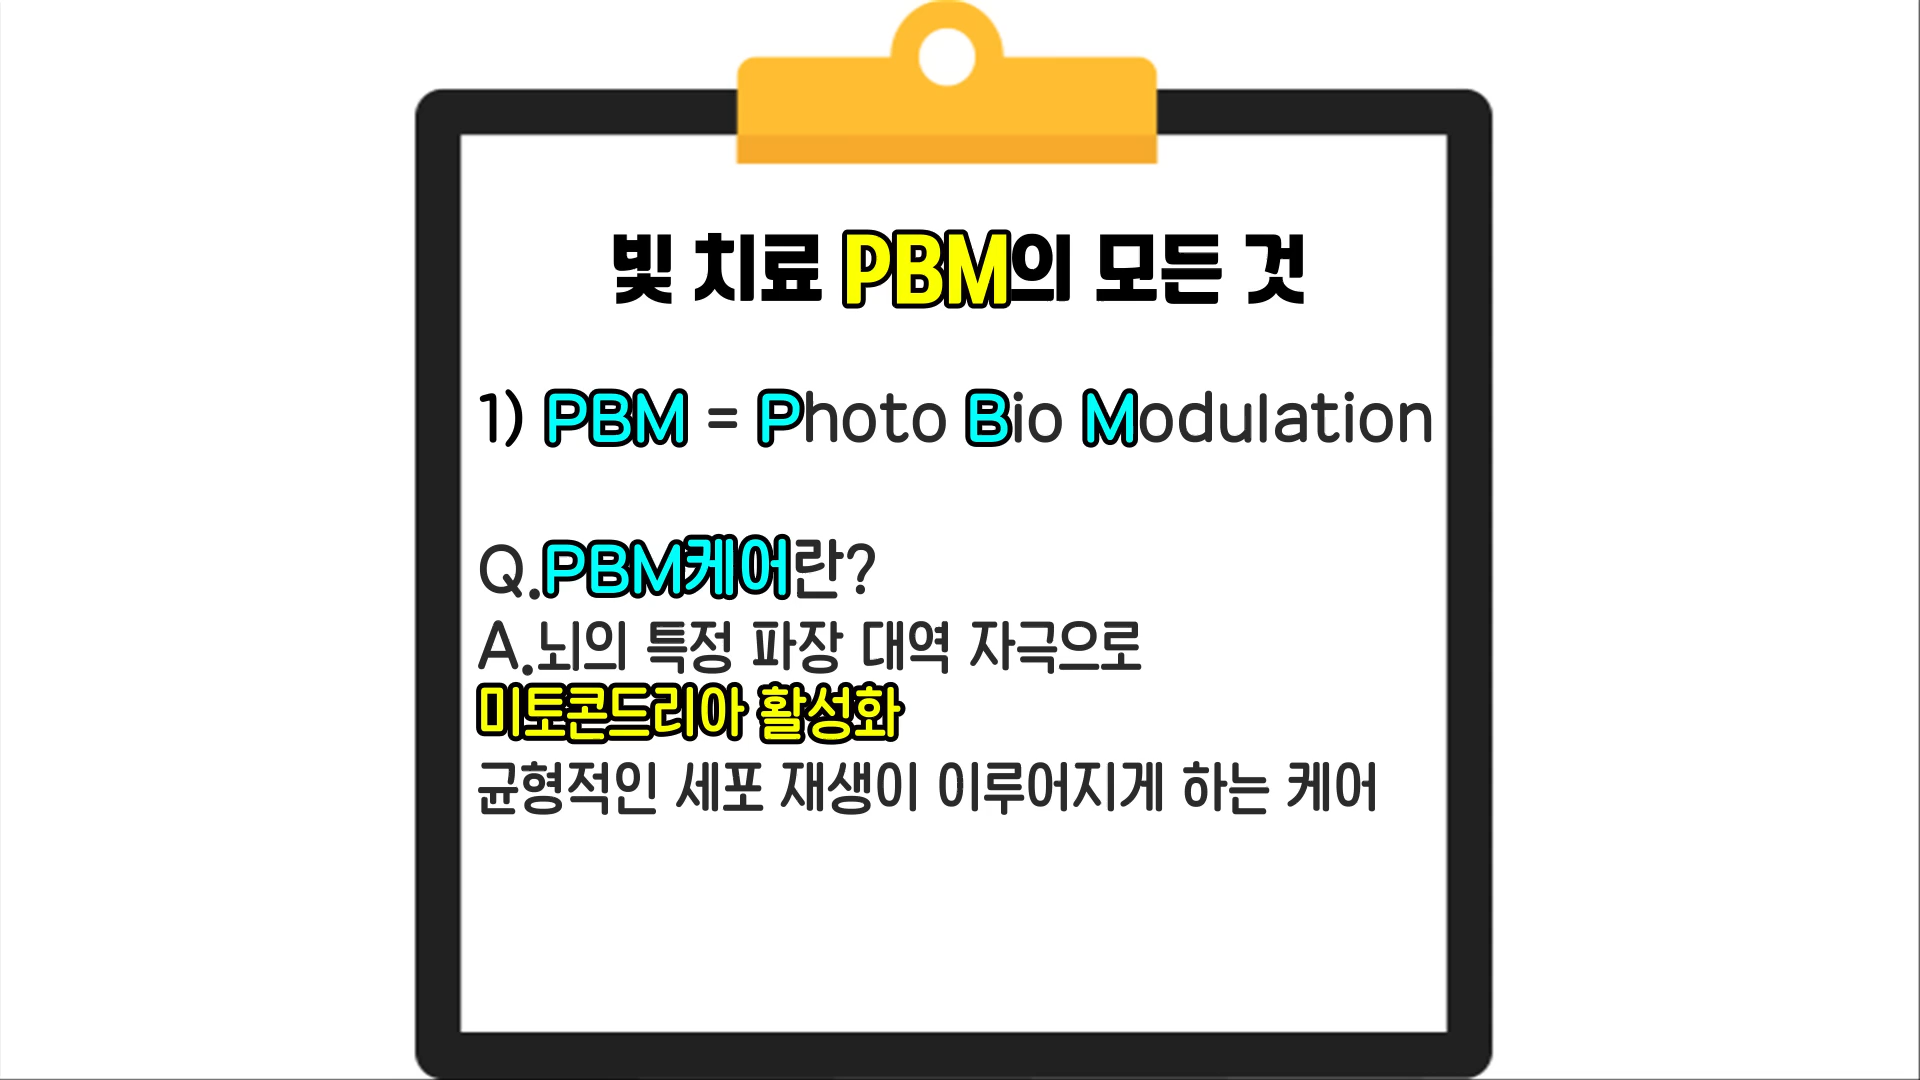 빛 치료 PBM의 모든 것
1) PBM = Photo Bio Modulation
Q.PBM케어란?
A.뇌의 특정 파장 대역 자극으로
미토콘드리아 활성화
균형적인 세포 재생이 이루어지게 하는 케어